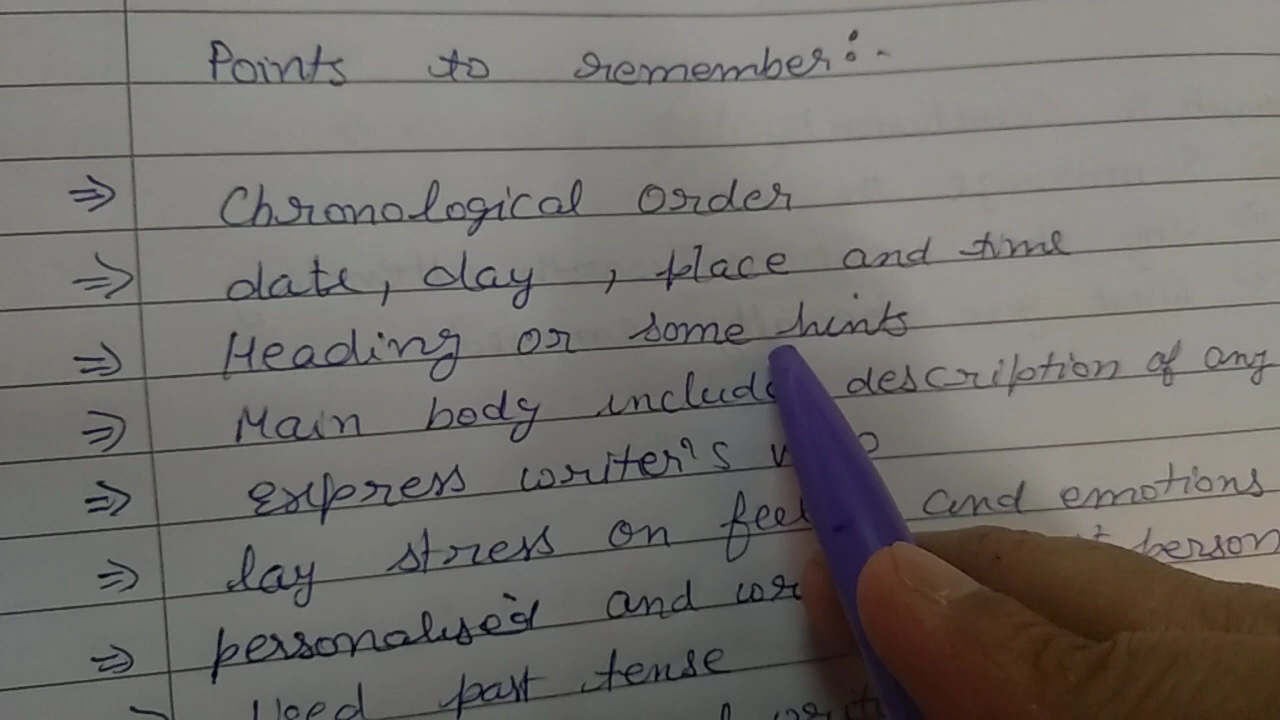 Points to remember:-
⇒ Chronological order
⇒ date, day, place and time
⇒ Heading or some hints
⇒ Main body include description of any
⇒ express writer's
⇒ lay stress on and emotions
⇒ personalised and person
Used past tense